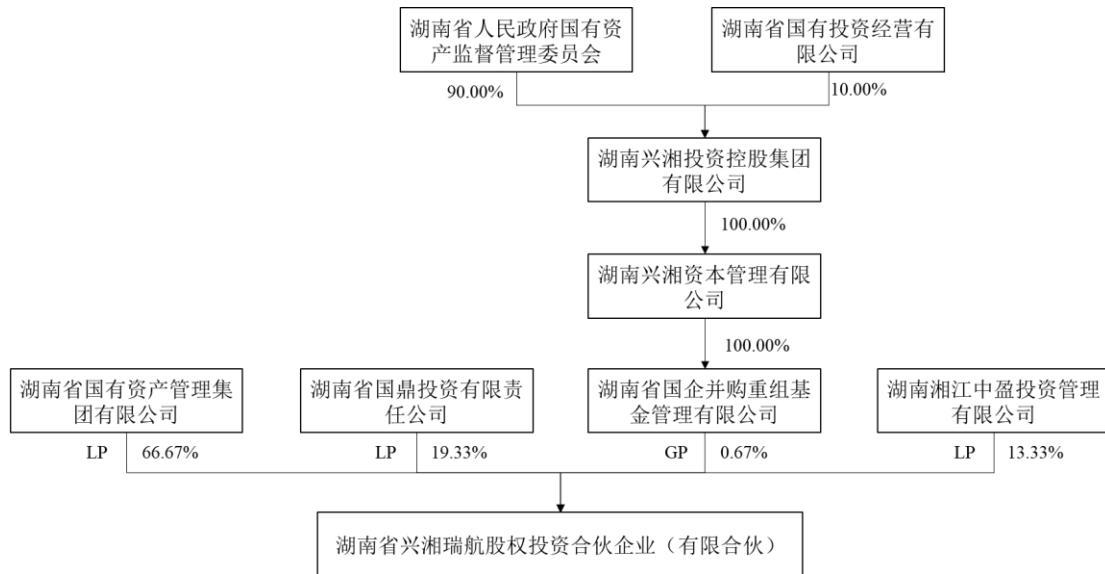 湖南省人民政府国有资
产监督管理委员会
湖南省国有投资经营有
限公司
90.00%
10.00%
湖南兴湘投资控股集团
有限公司
100.00%
湖南兴湘资本管理有限
公司
100.00%
湖南省国有资产管理集
团有限公司
湖南省国鼎投资有限责
任公司
湖南省国企并购重组基
金管理有限公司
湖南湘江中盈投资管理
有限公司
LP 66.67%
LP 19.33%
GP 0.67%
LP 13.33%
湖南省兴湘瑞航股权投资合伙企业（有限合伙）